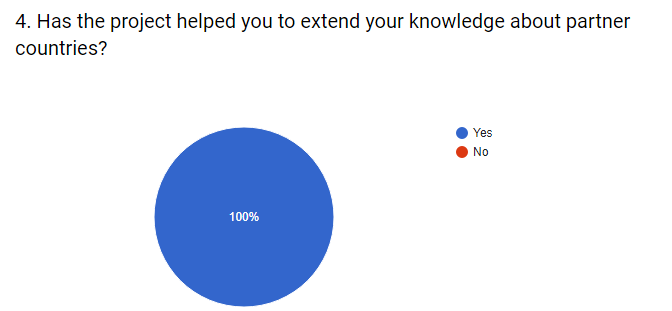 4. Has the project helped you to extend your knowledge about partner
countries?
Yes
No
100%